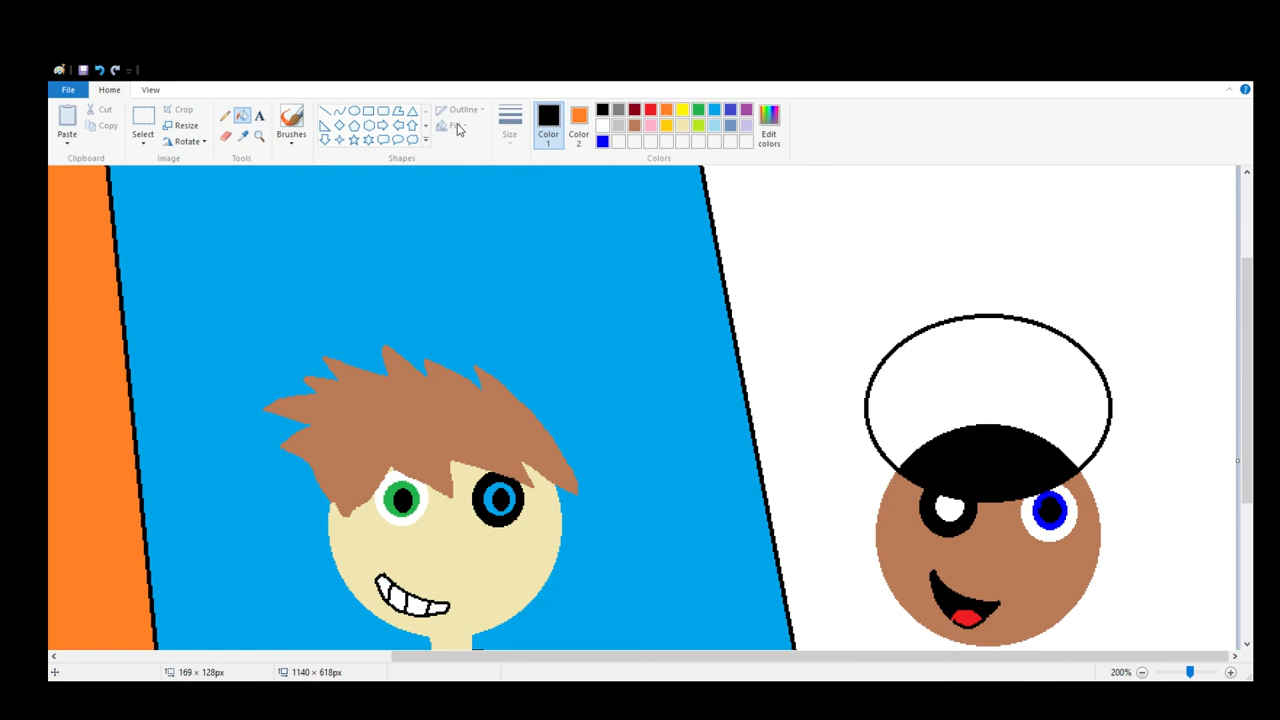 File Home View
Paste
Cut
Copy
Clipboard
Select
Crop
Resize
Rotate
Image
A
Tools
Brushes
Outline
Shapes
Size
Color 1
Color 2
Edit colors
Colors
169 × 128px
1140 × 618px
200%